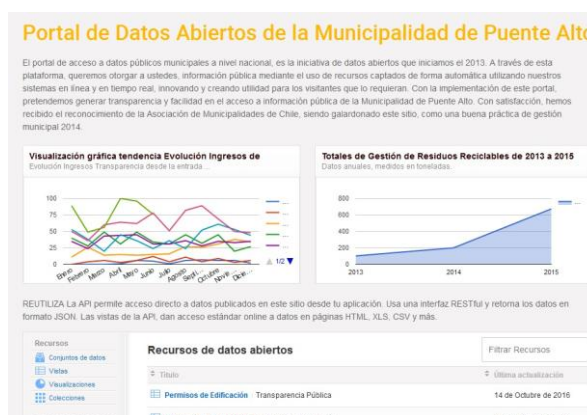 Portal de Datos Abiertos de la Municipalidad de Puente Alto
El portal de acceso a datos públicos municipales a nivel nacional, es la iniciativa de datos abiertos que iniciamos el 2013. A través de esta
plataforma, queremos otorgar a ustedes, información pública mediante el uso de recursos captados de forma automática utilizando nuestros
sistemas en línea y en tiempo real, innovando y creando utilidad para los visitantes que lo requieran. Con la implementación de este portal,
pretendemos generar transparencia y facilidad en el acceso a información pública de la Municipalidad de Puente Alto. Con satisfacción, hemos
recibido el reconocimiento de la Asociación de Municipalidades de Chile, siendo galardonado este sitio, como una buena práctica de gestión
municipal 2014.
Visualización gráfica tendencia Evolución Ingresos de
Evolución Ingresos Transparencia desde la entrada ...
100
75
50
25
0
Enero Febrero Marzo Abril Mayo Junio Julio Agosto Septi... Octubre Novie... Dicie...
... 
...
...
...
...
1/2
Totales de Gestión de Residuos Reciclables de 2013 a 2015
Datos anuales, medidos en toneladas.
800
600
400
200
0
2013 2014 2015
...
REUTILIZA La API permite acceso directo a datos publicados en este sitio desde tu aplicación. Usa una interfaz RESTful y retorna los datos en
formato JSON. Las vistas de la API, dan acceso estándar online a datos en páginas HTML, XLS, CSV y más.
Recursos
Conjuntos de datos
Vistas
Visualizaciones
Colecciones
Recursos de datos abiertos
Filtrar Recursos
Título Última actualización
Permisos de Edificación Transparencia Pública 14 de Octubre de 2016